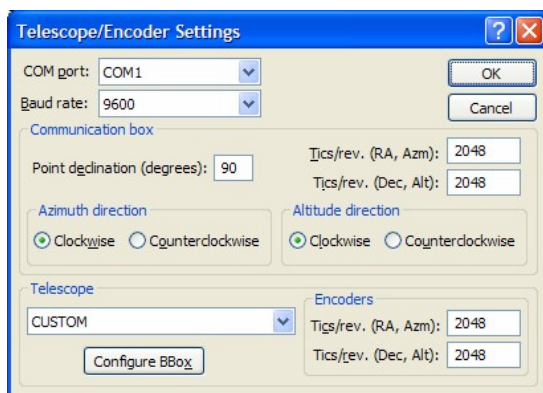 Telescope/Encoder Settings
COM port: COM1
OK
Baud rate: 9600
Cancel
Communication box
Point declination (degrees): 90
Tics/rev. (RA, Azm): 2048
Tics/rev. (Dec, Alt): 2048
Azimuth direction
Clockwise Counterclockwise
Altitude direction
Clockwise Counterclockwise
Telescope
CUSTOM
Configure BBox
Encoders
Tics/rev. (RA, Azm): 2048
Tics/rev. (Dec, Alt): 2048